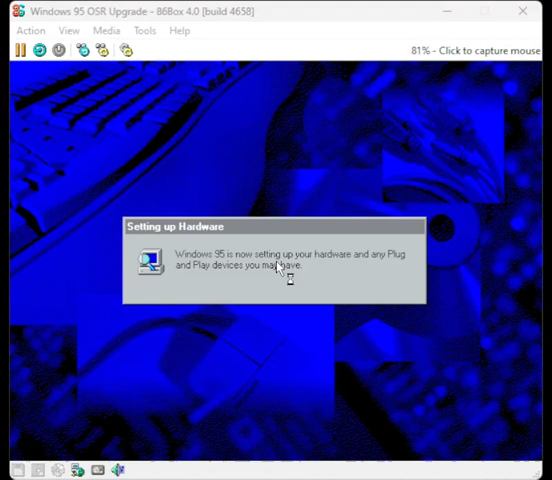 Windows 95 OSR Upgrade - 86Box 4.0 [build 4658]
Action View Media Tools Help
81% - Click to capture mouse
Setting up Hardware
Windows 95 is now setting up your hardware and any Plug
and Play devices you may have.